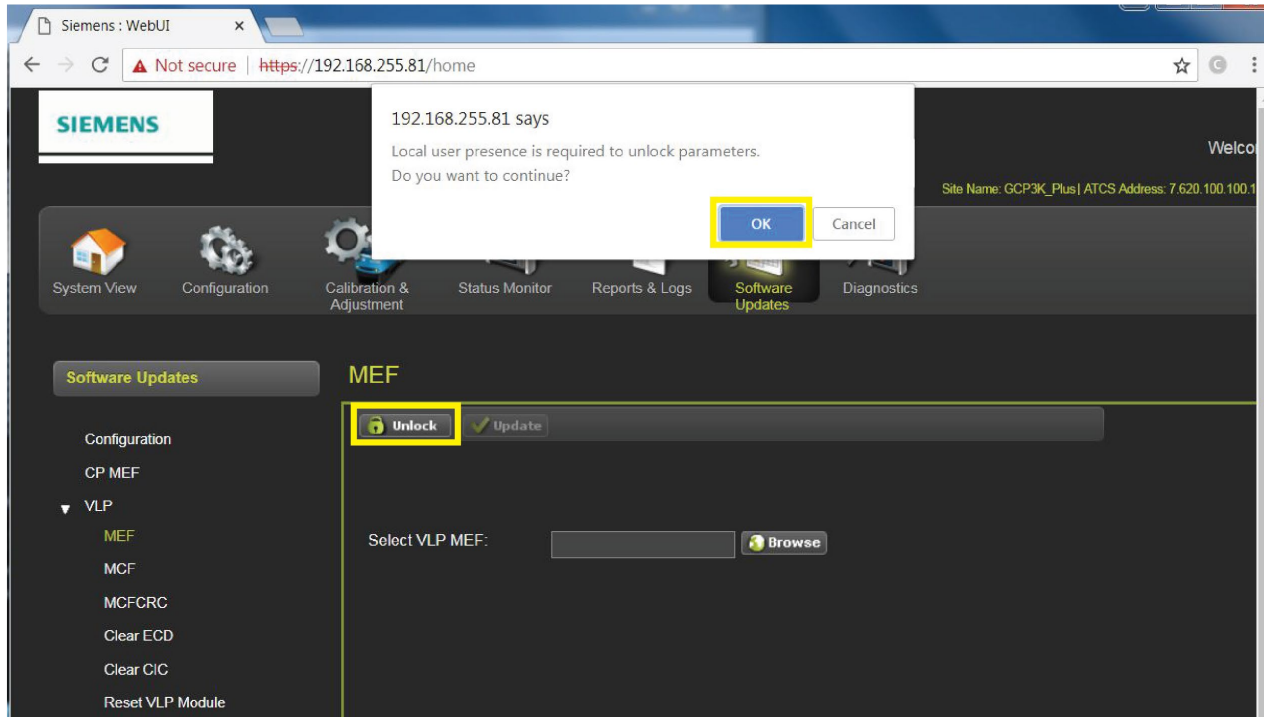 Siemens : WebUI
Not secure | https://192.168.255.81/home
SIEMENS
192.168.255.81 says
Local user presence is required to unlock parameters.
Do you want to continue?
OK
Cancel
Site Name: GCP3K_Plus | ATCS Address: 7.620.100.100.1
System View
Configuration
Calibration &
Adjustment
Status Monitor
Reports & Logs
Software
Updates
Diagnostics
Software Updates
MEF
Unlock
Update
Configuration
CP MEF
VLP
MEF
MCF
MCFCRC
Clear ECD
Clear CIC
Reset VLP Module
Select VLP MEF:
Browse